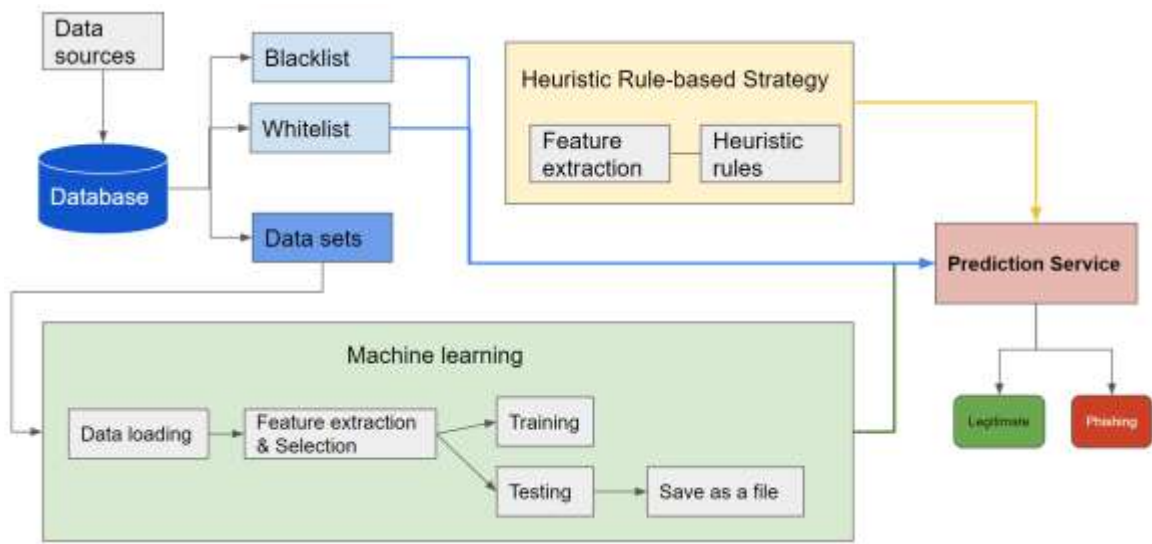 Data
sources
Database
Blacklist
Whitelist
Data sets
Heuristic Rule-based Strategy
Feature
extraction
Heuristic
rules
Prediction Service
Legitimate
Phishing
Machine learning
Data loading
Feature extraction
& Selection
Training
Testing
Save as a file